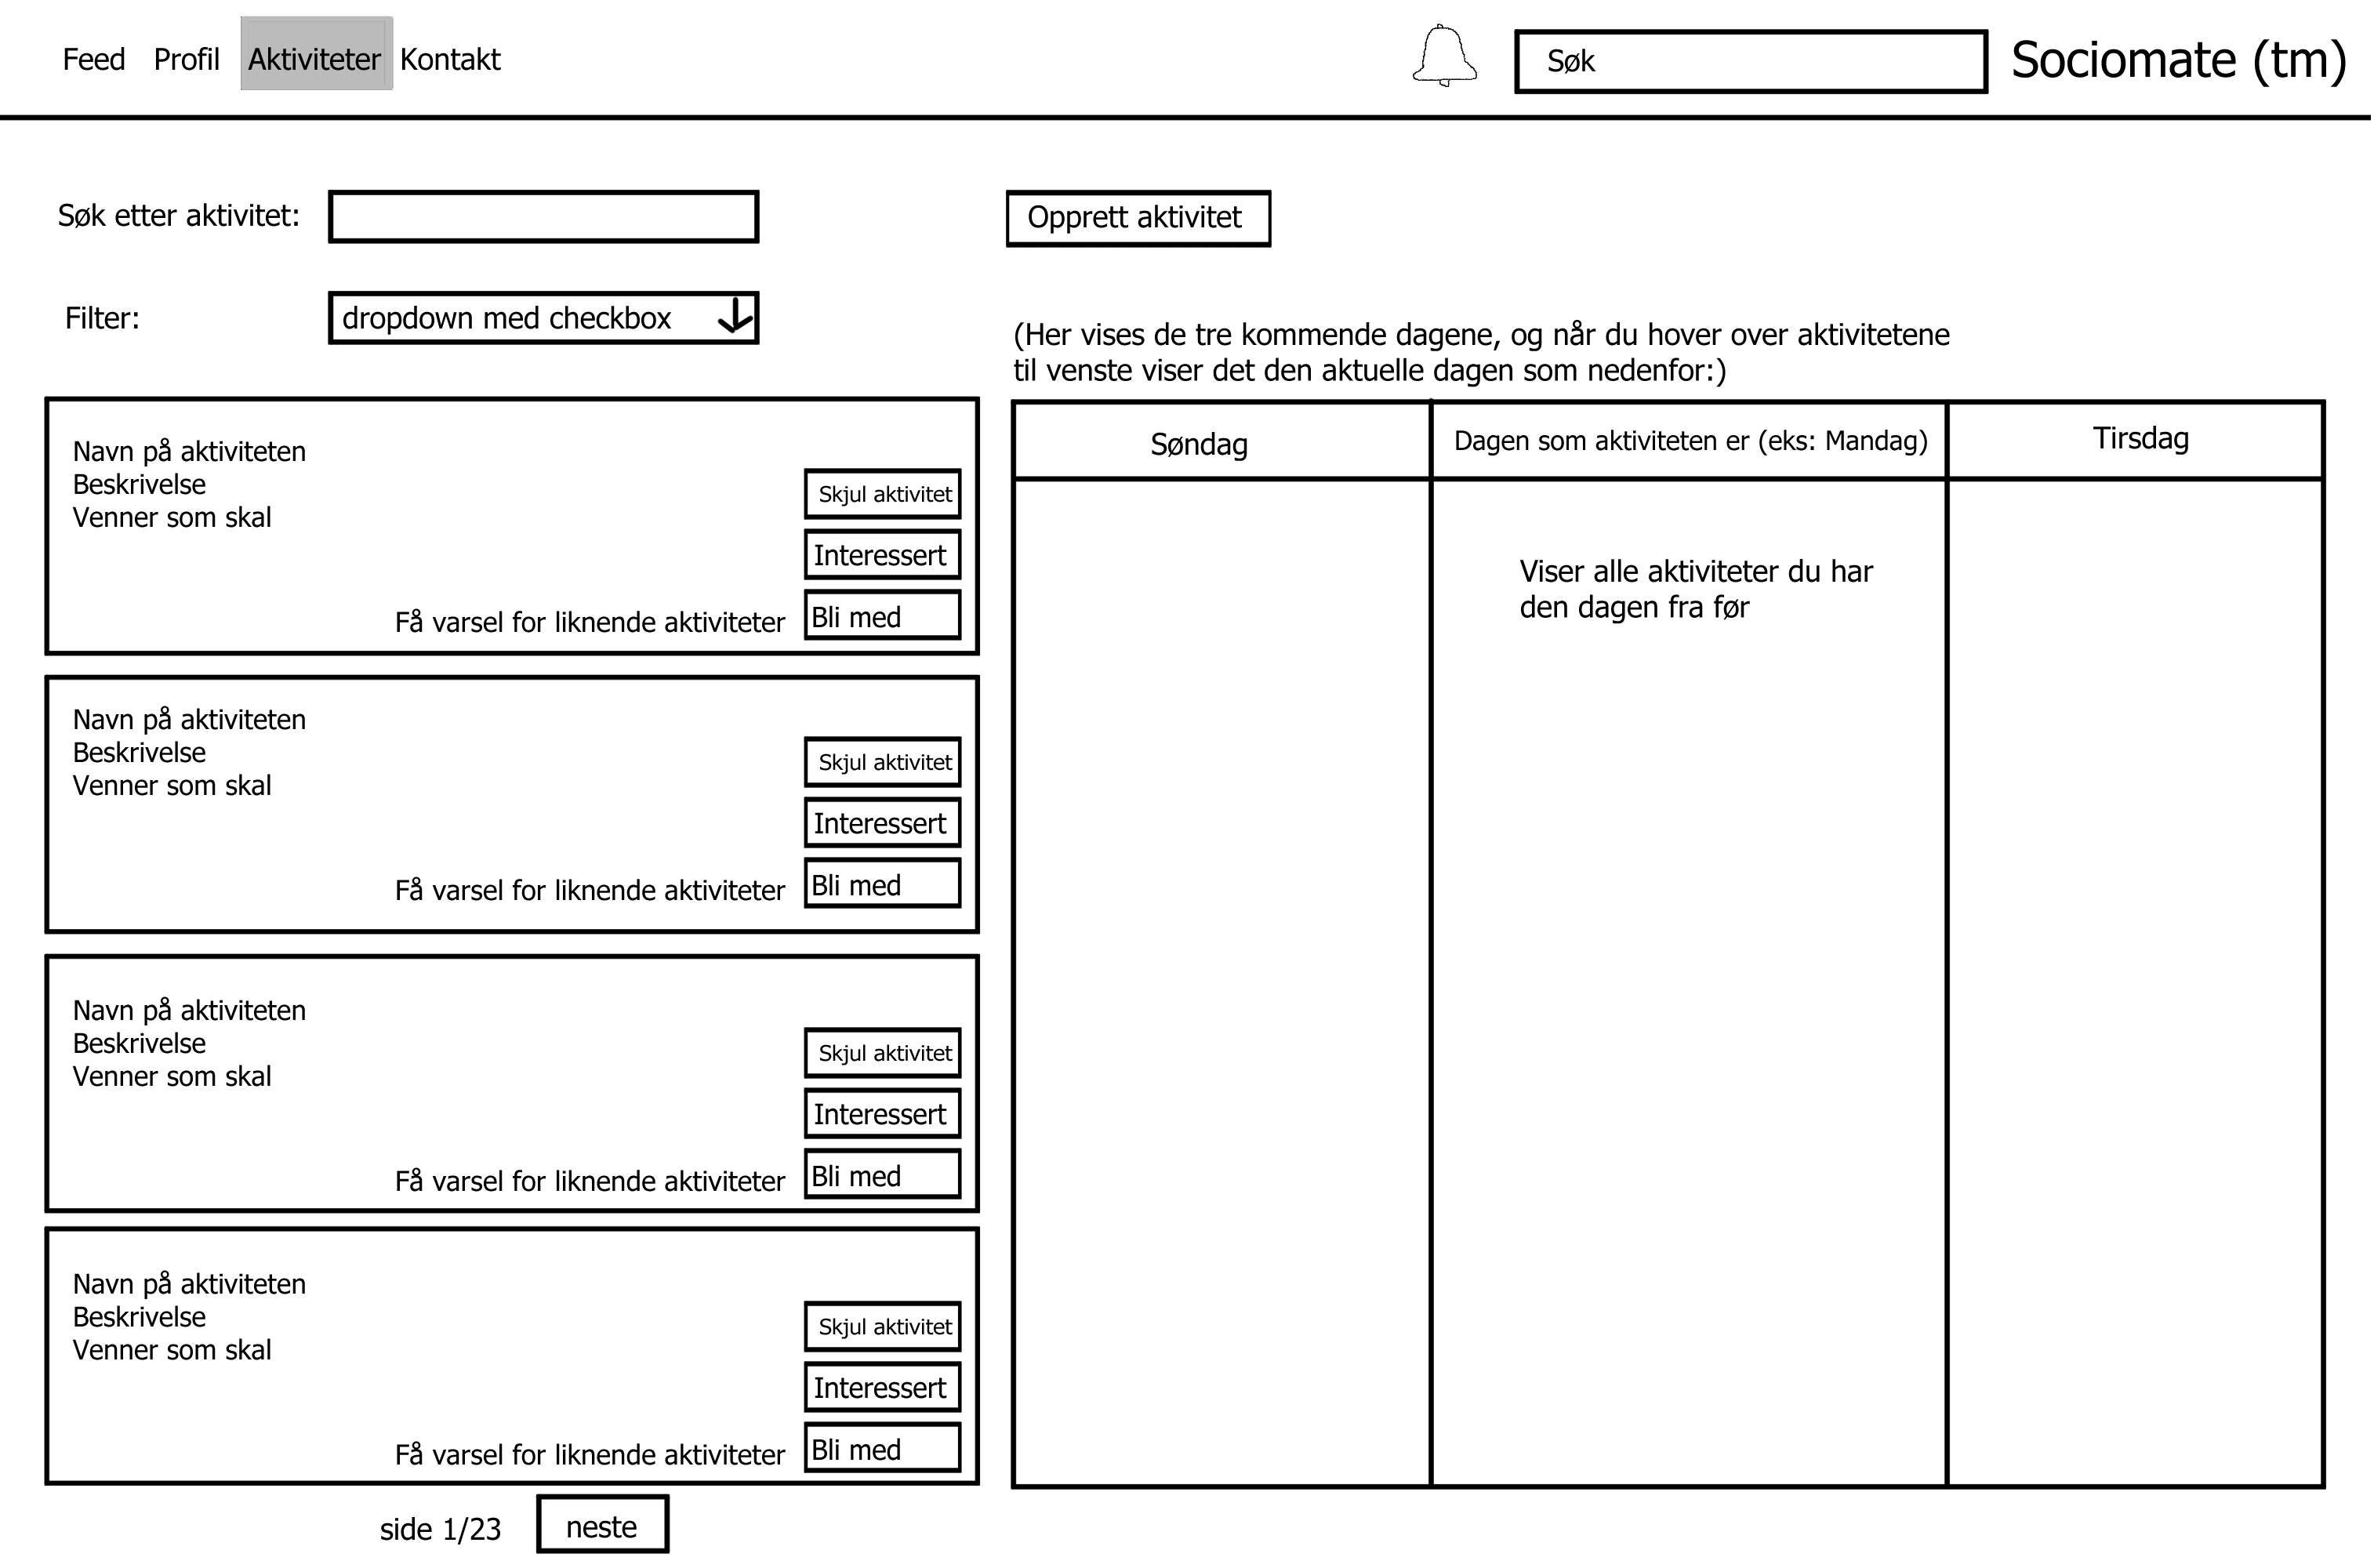 Feed Profil Aktiviteter Kontakt Søk Sociomate (tm)
Søk etter aktivitet:
Opprett aktivitet
Filter: dropdown med checkbox
(Her vises de tre kommende dagene, og når du hover over aktivitetene
til venste viser det den aktuelle dagen som nedenfor:)
Navn på aktiviteten
Beskrivelse
Venner som skal
Skjul aktivitet
Interessert
Få varsel for liknende aktiviteter Bli med
Navn på aktiviteten
Beskrivelse
Venner som skal
Skjul aktivitet
Interessert
Få varsel for liknende aktiviteter Bli med
Navn på aktiviteten
Beskrivelse
Venner som skal
Skjul aktivitet
Interessert
Få varsel for liknende aktiviteter Bli med
Navn på aktiviteten
Beskrivelse
Venner som skal
Skjul aktivitet
Interessert
Få varsel for liknende aktiviteter Bli med
side 1/23 neste
Søndag Dagen som aktiviteten er (eks: Mandag) Tirsdag
Viser alle aktiviteter du har
den dagen fra før